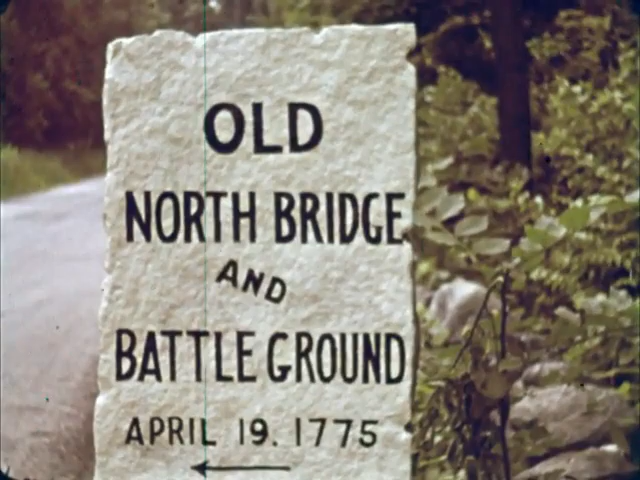 OLD
NORTH BRIDGE
AND
BATTLE GROUND
APRIL 19. 1775